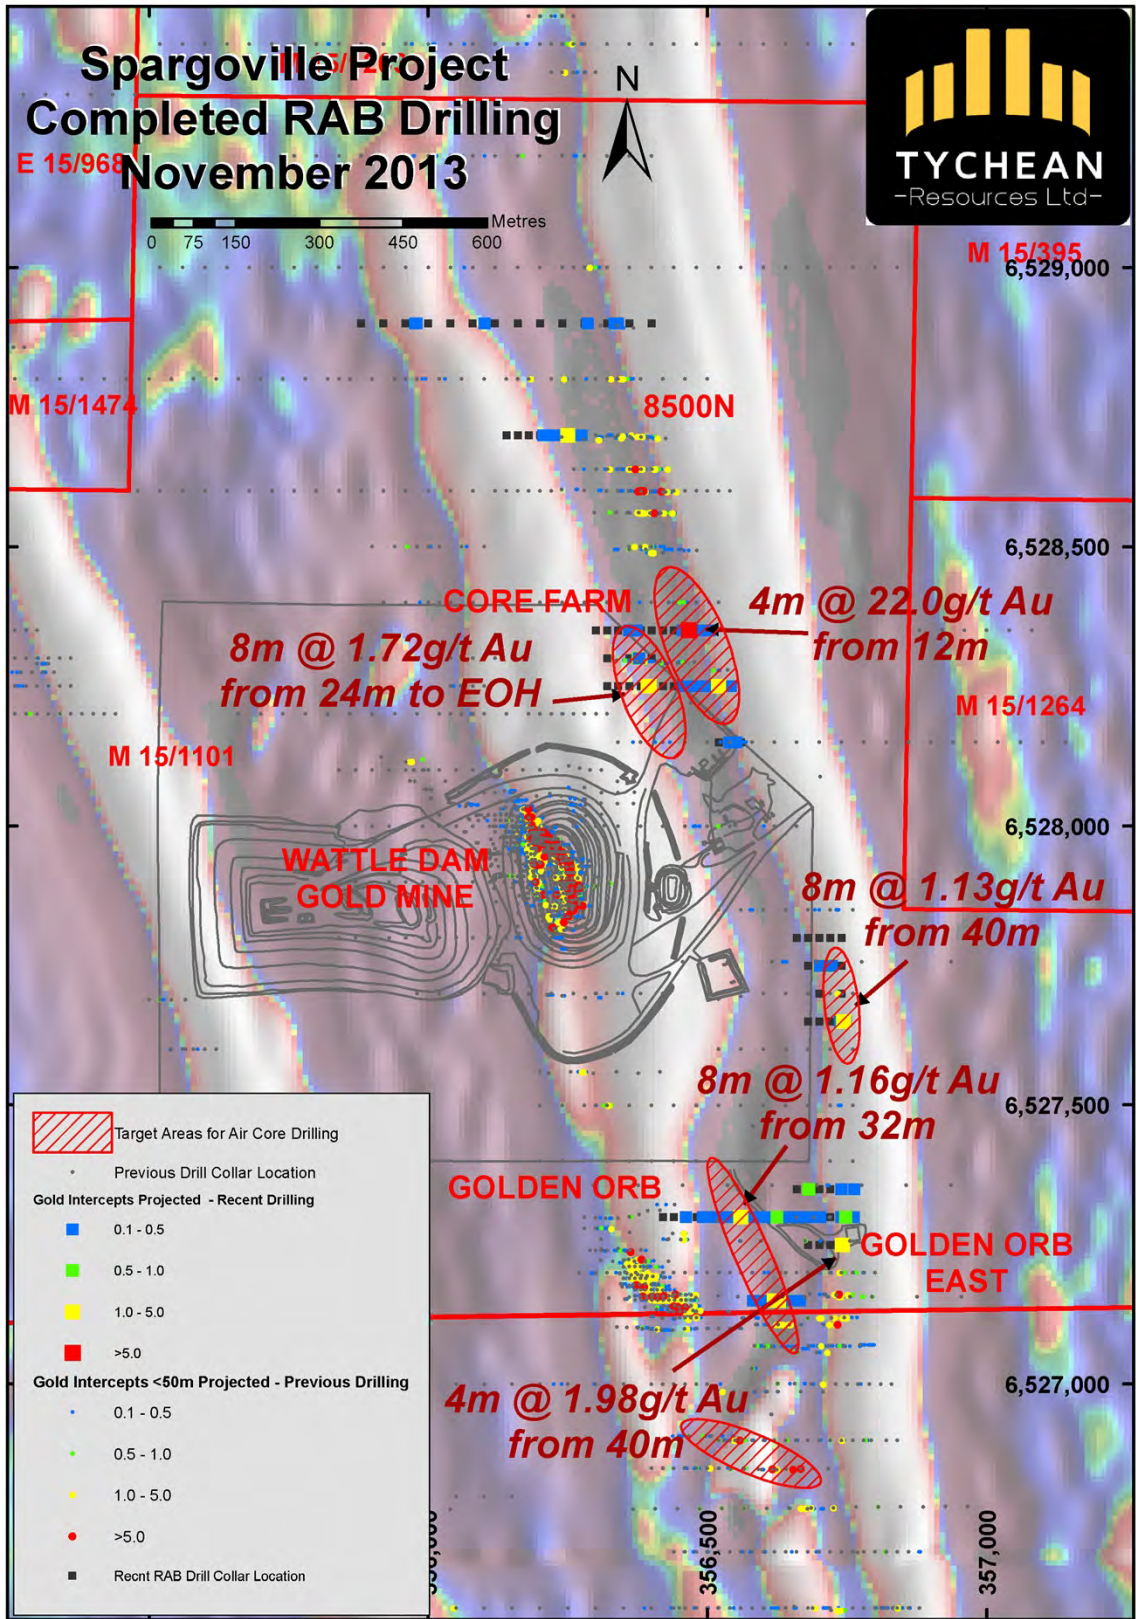 Spargoville Project
Completed RAB Drilling
November 2013
N
Metres
0 75 150 300 450 600
TYCHEAN
-Resources Ltd-
E 15/968
M 15/395
6,529,000
M 15/1474
8500N
6,528,500
CORE FARM
4m @ 22.0g/t Au
from 12m
8m @ 1.72g/t Au
from 24m to EOH
M 15/1264
M 15/1101
6,528,000
WATTLE DAM
GOLD MINE
8m @ 1.13g/t Au
from 40m
8m @ 1.16g/t Au
from 32m
6,527,500
GOLDEN ORB
GOLDEN ORB
EAST
6,527,000
4m @ 1.98g/t Au
from 40m
Target Areas for Air Core Drilling
Previous Drill Collar Location
Gold Intercepts Projected - Recent Drilling
0.1 - 0.5
0.5 - 1.0
1.0 - 5.0
>5.0
Gold Intercepts <50m Projected - Previous Drilling
0.1 - 0.5
0.5 - 1.0
1.0 - 5.0
>5.0
Recnt RAB Drill Collar Location
356,500
357,000